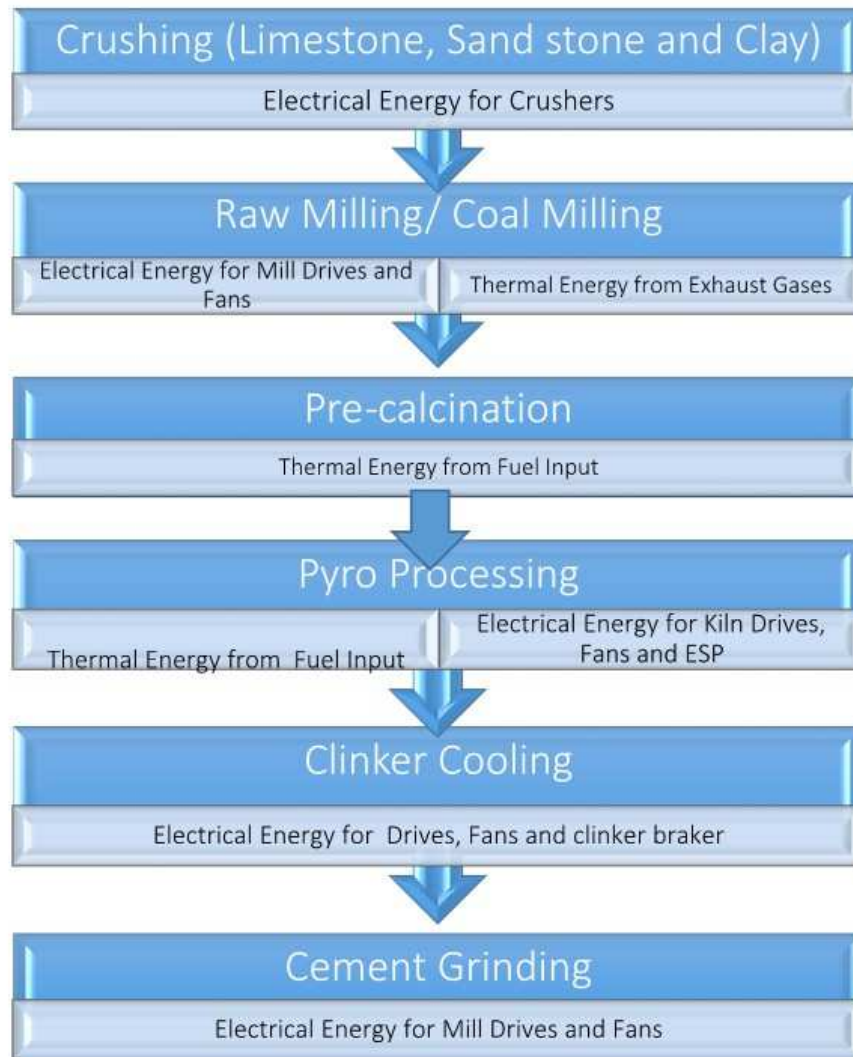 Crushing (Limestone, Sand stone and Clay)
Electrical Energy for Crushers
Raw Milling/ Coal Milling
Electrical Energy for Mill Drives and
Fans
Thermal Energy from Exhaust Gases
Pre-calcination
Thermal Energy from Fuel Input
Pyro Processing
Thermal Energy from Fuel Input
Electrical Energy for Kiln Drives,
Fans and ESP
Clinker Cooling
Electrical Energy for Drives, Fans and clinker braker
Cement Grinding
Electrical Energy for Mill Drives and Fans